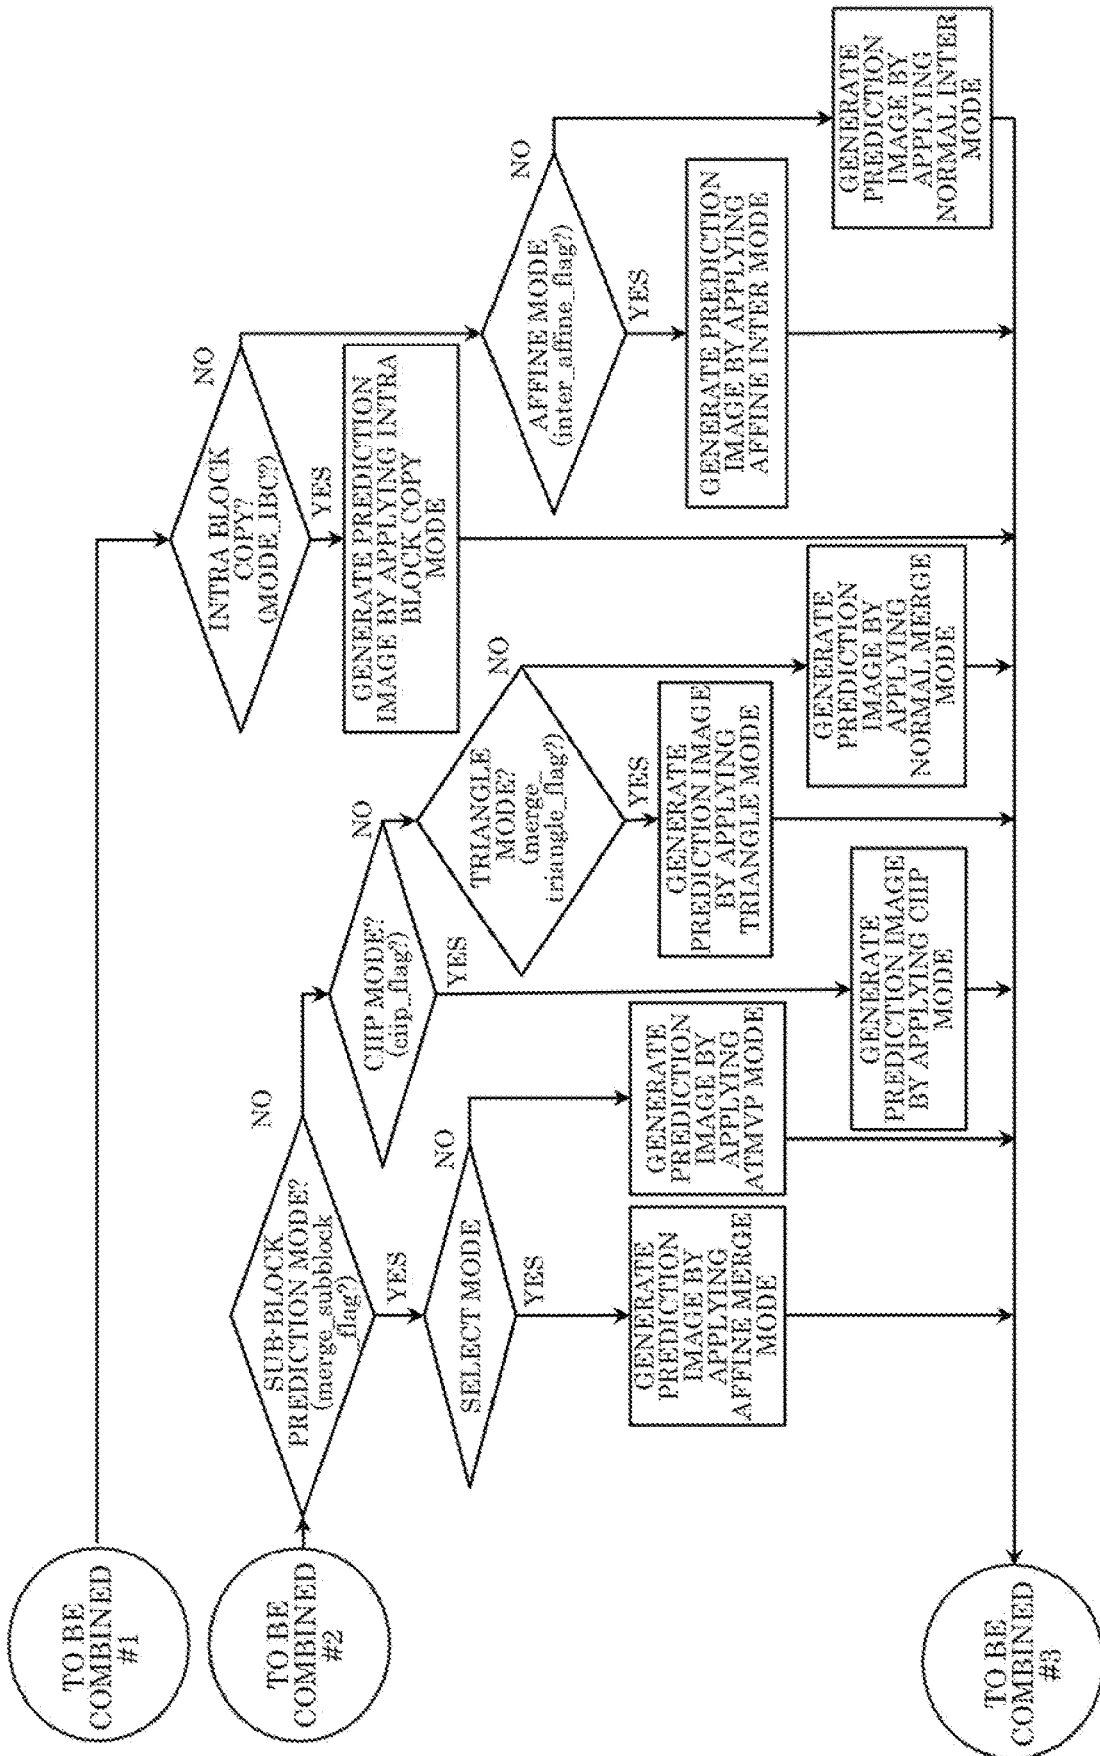 TO BE
COMBINED
#1
TO BE
COMBINED
#2
SUB-BLOCK
PREDICTION MODE?
(merge_subblock
_flag?)
NO
YES
SELECT MODE
NO
YES
GENERATE
PREDICTION
IMAGE BY
APPLYING
AFFINE MERGE
MODE
GENERATE
PREDICTION
IMAGE BY
APPLYING
ATMVP MODE
CIIP MODE?
(ciip_flag?)
NO
YES
GENERATE
PREDICTION IMAGE
BY APPLYING CIIP
MODE
TRIANGLE
MODE?
(merge_
triangle_flag?)
NO
YES
GENERATE
PREDICTION IMAGE
BY APPLYING
TRIANGLE MODE
GENERATE
PREDICTION
IMAGE BY
APPLYING
NORMAL MERGE
MODE
INTRA BLOCK
COPY?
(MODE_IBC?)
NO
YES
GENERATE PREDICTION
IMAGE BY APPLYING INTRA
BLOCK COPY
MODE
AFFINE MODE
(inter_affine_flag?)
NO
YES
GENERATE PREDICTION
IMAGE BY APPLYING
AFFINE INTER MODE
GENERATE
PREDICTION
IMAGE BY
APPLYING
NORMAL INTER
MODE
TO BE
COMBINED
#3